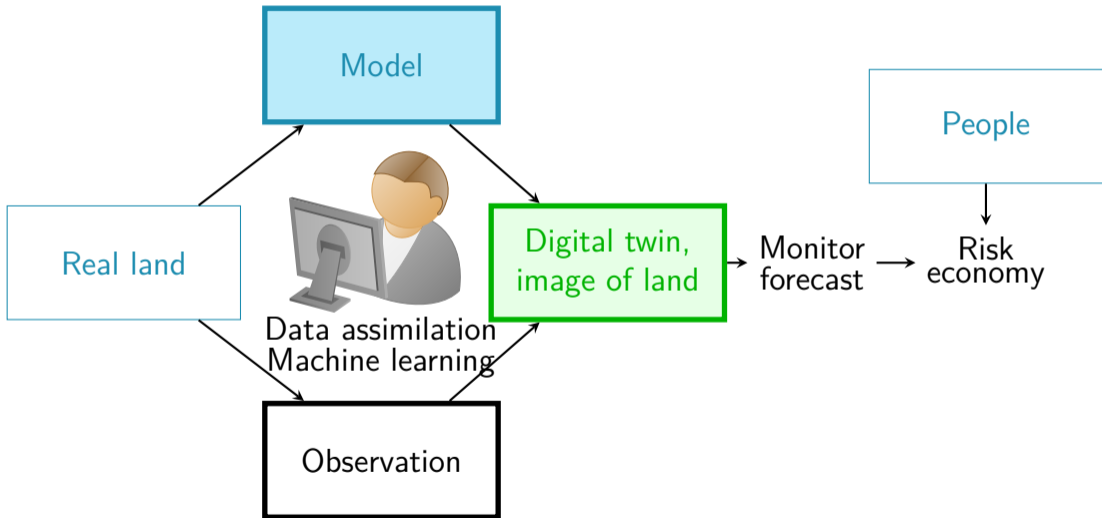 Model
People
Real land
Digital twin,
image of land
Monitor
forecast
Risk
economy
Data assimilation
Machine learning
Observation